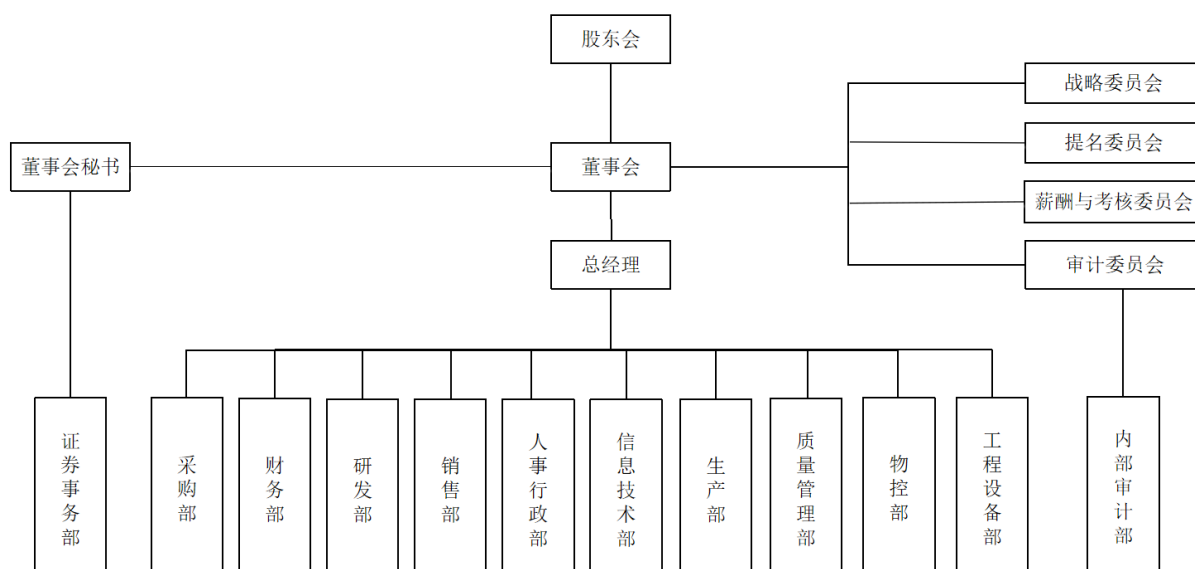 股东会
战略委员会
提名委员会
董事会秘书
董事会
薪酬与考核委员会
总经理
审计委员会
证券事务部
采购部
财务部
研发部
销售部
人事行政部
信息技术部
生产部
质量管理部
物控部
工程设备部
内部审计部